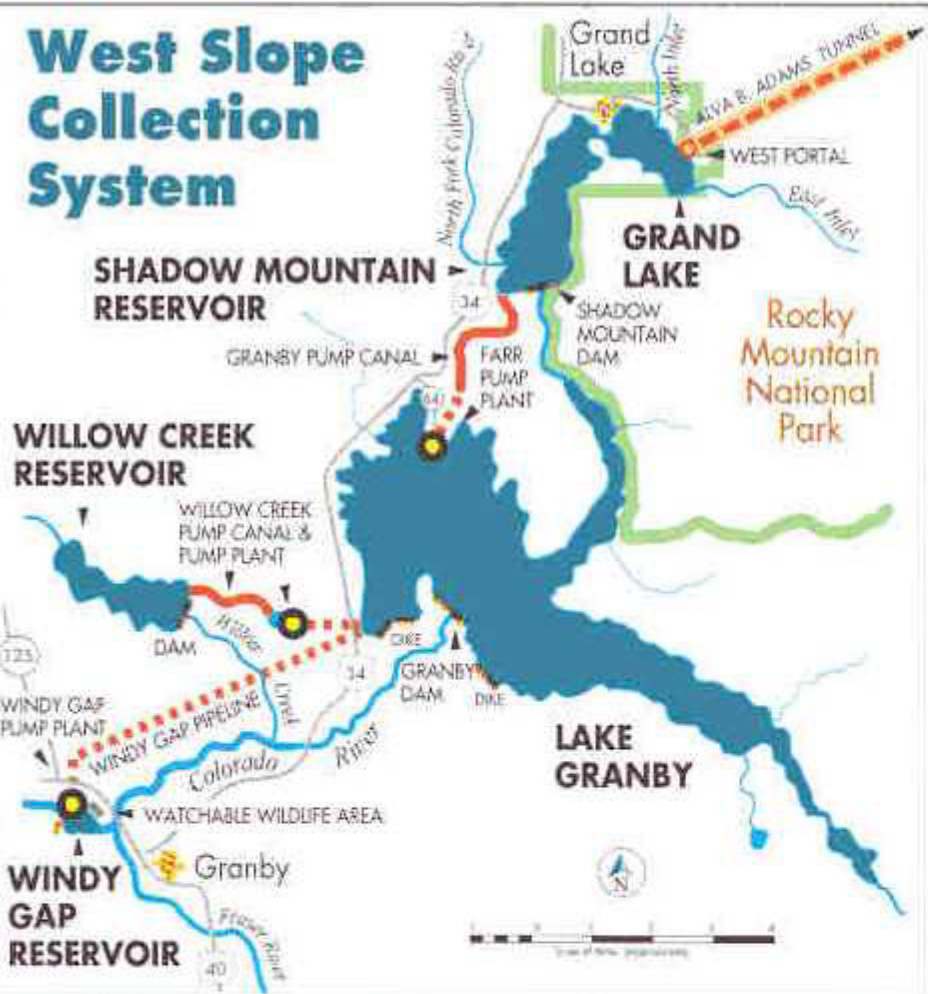 West Slope
Collection
System
Grand
Lake
North Inlet
ALVA B. ADAMS TUNNEL
WEST PORTAL
East Inlet
North Fork Colorado River
GRAND
LAKE
SHADOW MOUNTAIN
RESERVOIR
34
SHADOW
MOUNTAIN
DAM
Rocky
Mountain
National
Park
GRANBY PUMP CANAL
FARR
PUMP
PLANT
WILLOW CREEK
RESERVOIR
WILLOW CREEK
PUMP CANAL &
PUMP PLANT
DAM
Willow
Creek
125
34
DIKE
GRANBY
DAM
DIKE
WINDY GAP
PUMP PLANT
WINDY GAP PIPELINE
Colorado
River
LAKE
GRANBY
WATCHABLE WILDLIFE AREA
WINDY
GAP
RESERVOIR
Granby
Fraser River
40
N